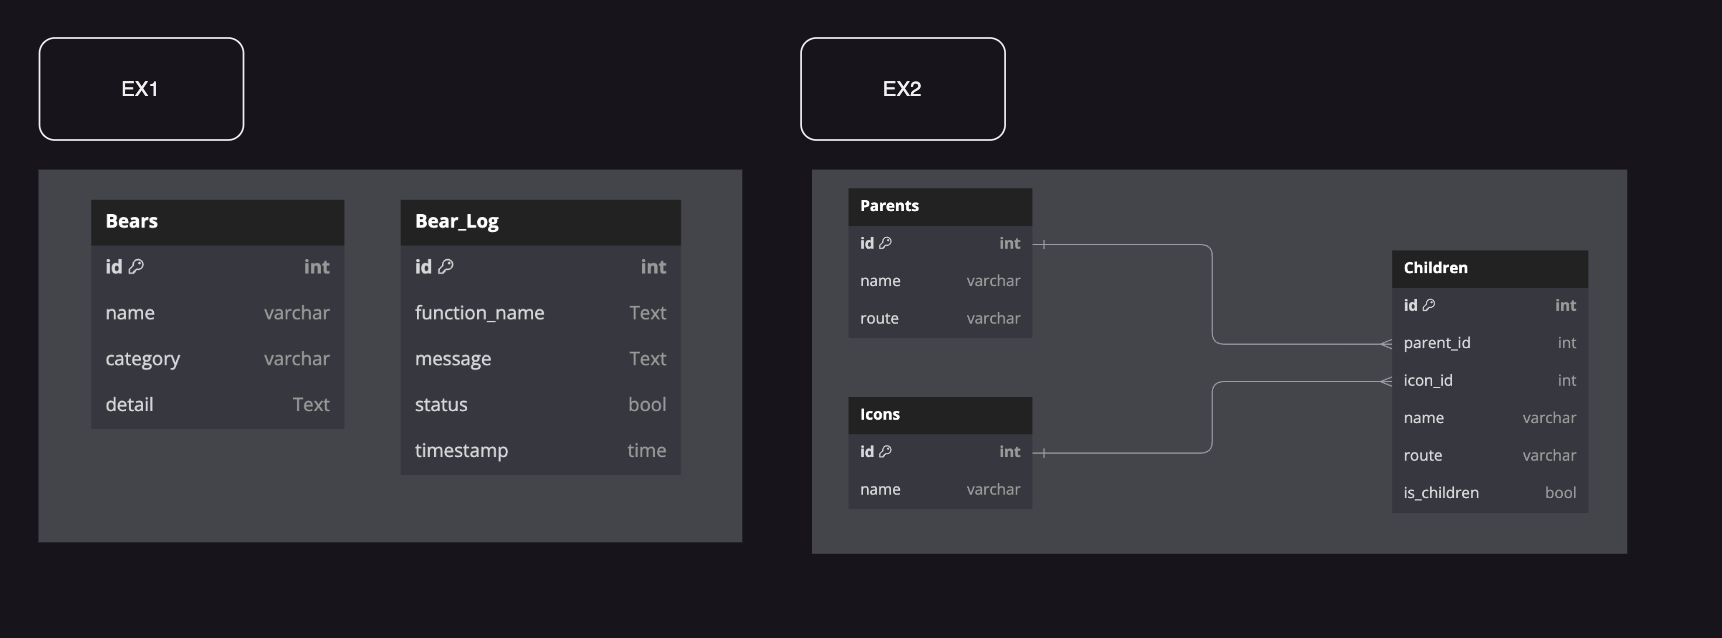 EX1
Bears
id int
name varchar
category varchar
detail Text
Bear_Log
id int
function_name Text
message Text
status bool
timestamp time
EX2
Parents
id int
name varchar
route varchar
Icons
id int
name varchar
Children
id int
parent_id int
icon_id int
name varchar
route varchar
is_children bool